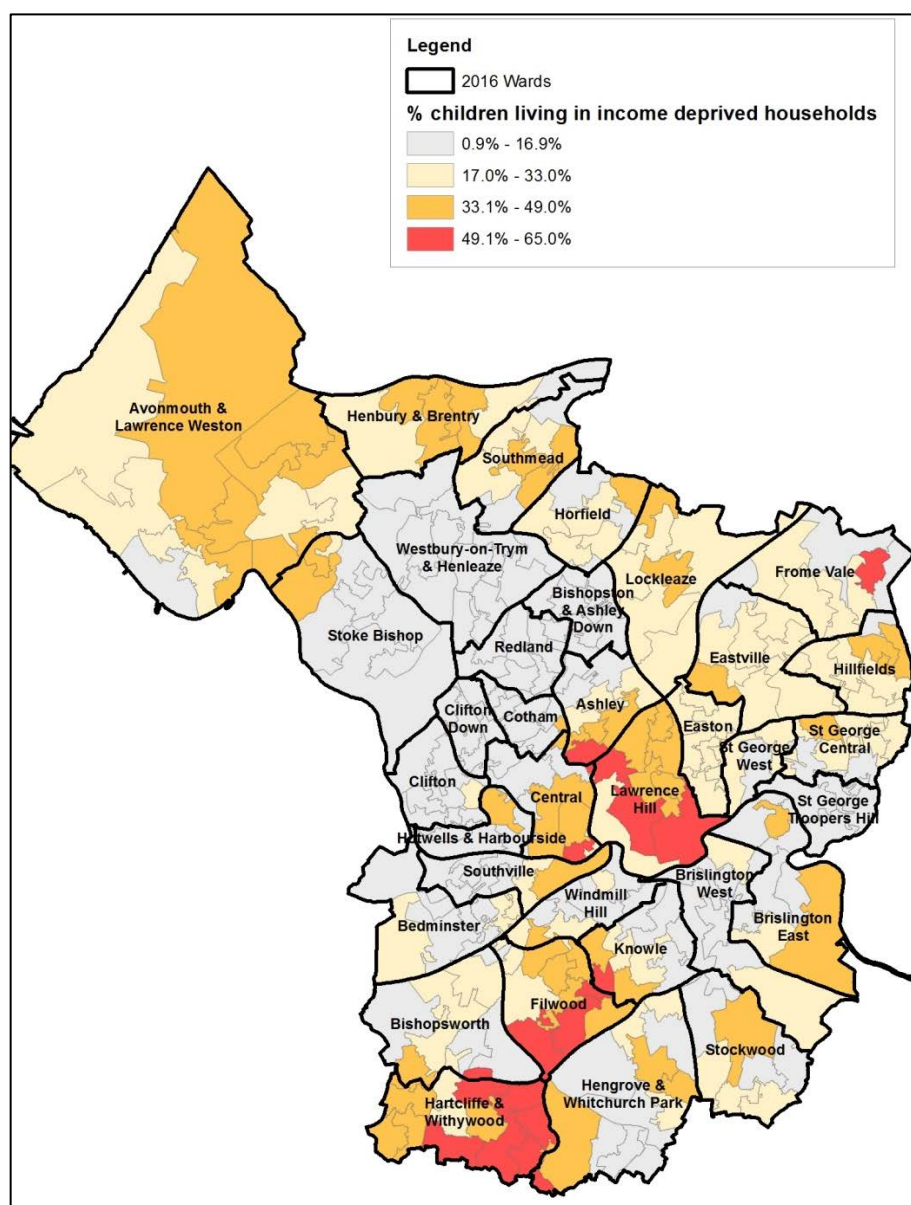 Legend
2016 Wards
% children living in income deprived households
0.9% - 16.9%
17.0% - 33.0%
33.1% - 49.0%
49.1% - 65.0%
Avonmouth &
Lawrence Weston
Henbury & Brentry
Southmead
Horfield
Westbury-on-Trym
& Henleaze
Lockleaze
Frome Vale
Bishopston
& Ashley
Down
Stoke Bishop
Redland
Eastville
Hillfields
Ashley
Clifton
Down
Cotham
Easton
St George
West
St George
Central
Clifton
Central
Lawrence
Hill
St George
Troopers Hill
Hotwells & Harbourside
Southville
Brislington
West
Windmill
Hill
Bedminster
Knowle
Brislington
East
Filwood
Bishopsworth
Stockwood
Hengrove &
Whitchurch Park
Hartcliffe &
Withywood